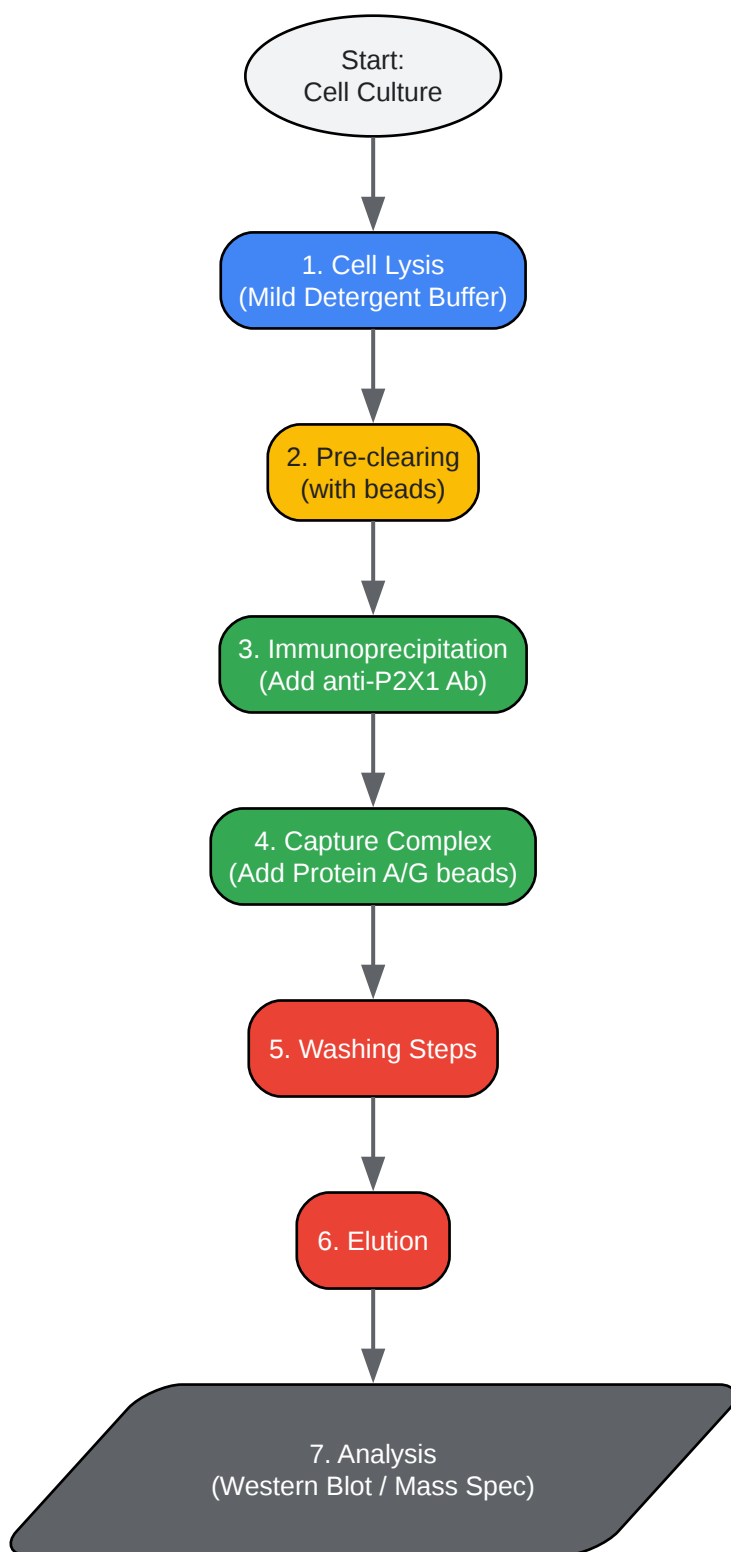 Start:
Cell Culture
1. Cell Lysis
(Mild Detergent Buffer)
2. Pre-clearing
(with beads)
3. Immunoprecipitation
(Add anti-P2X1 Ab)
4. Capture Complex
(Add Protein A/G beads)
5. Washing Steps
6. Elution
7. Analysis
(Western Blot / Mass Spec)